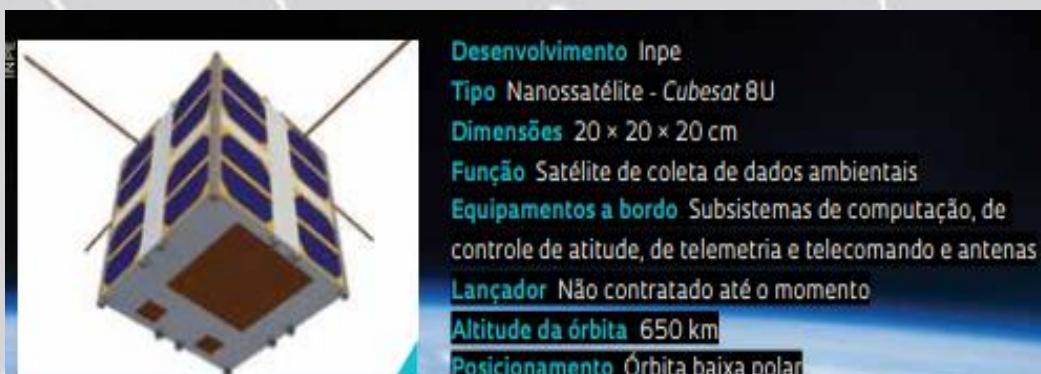 INPE
Desenvolvimento Inpe
Tipo Nanossatélite - Cubesat 8U
Dimensões 20 × 20 × 20 cm
Função Satélite de coleta de dados ambientais
Equipamentos a bordo Subsistemas de computação, de
controle de atitude, de telemetria e telecomando e antenas
Lançador Não contratado até o momento
Altitude da órbita 650 km
Posicionamento Órbita baixa polar